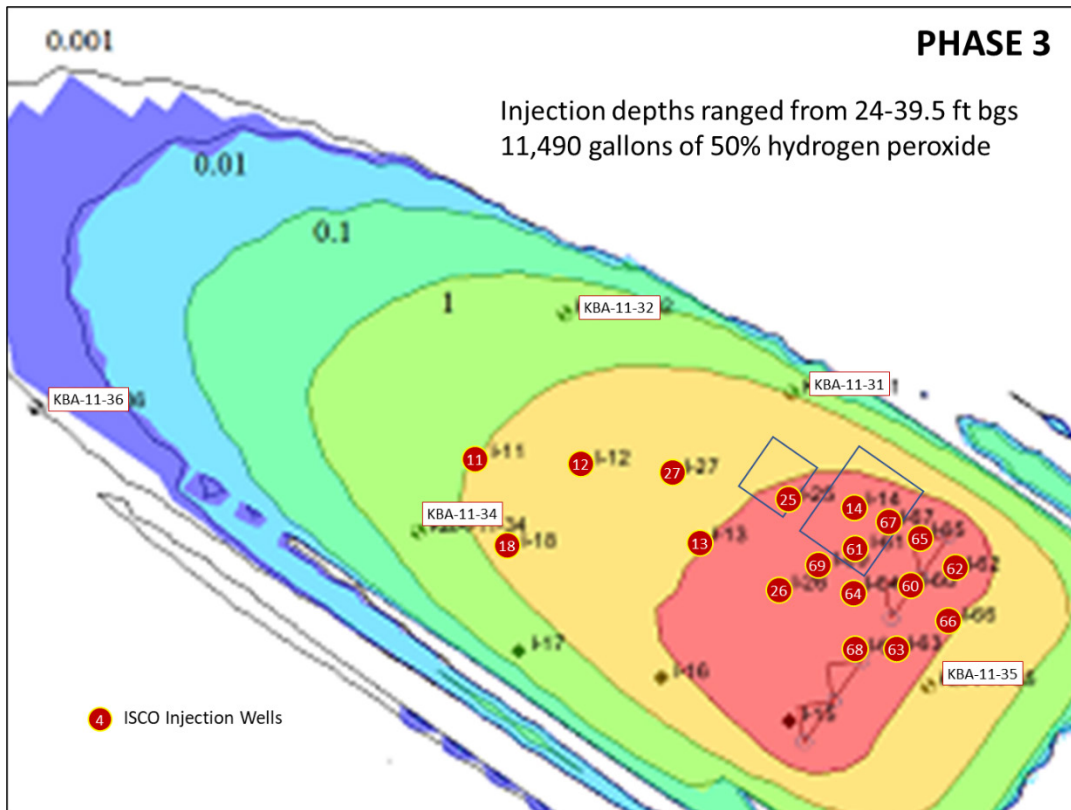 0.001
PHASE 3
Injection depths ranged from 24-39.5 ft bgs
11,490 gallons of 50% hydrogen peroxide
0.01
0.1
1
KBA-11-32
KBA-11-31
KBA-11-36
11 I-11
12 I-12
27 I-27
25
14 I-14
KBA-11-34
18
13 I-13
67
65
61
69
62
26
64
60
66
68
63
I-17
I-16
KBA-11-35
I-15
4 ISCO Injection Wells